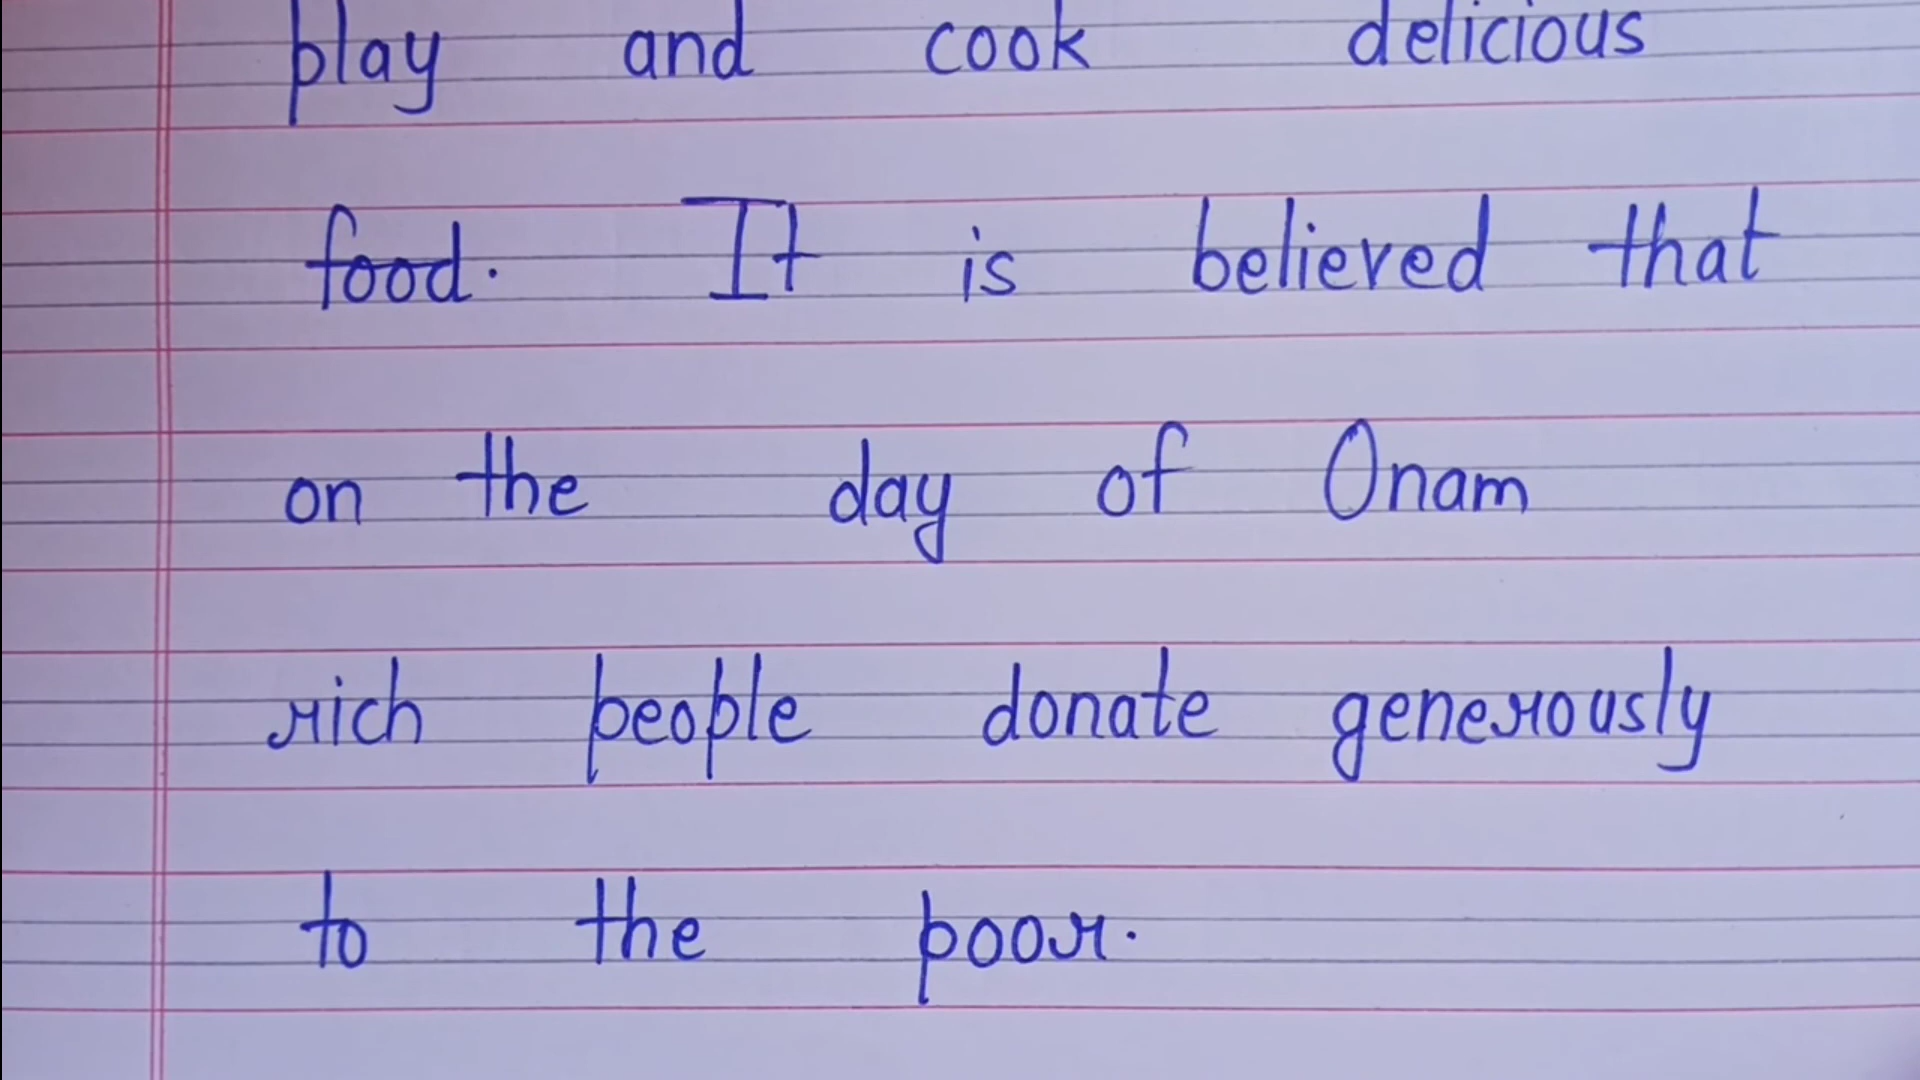 play and cook delicious
food. It is believed that
on the day of Onam
rich people donate generously
to the poor.